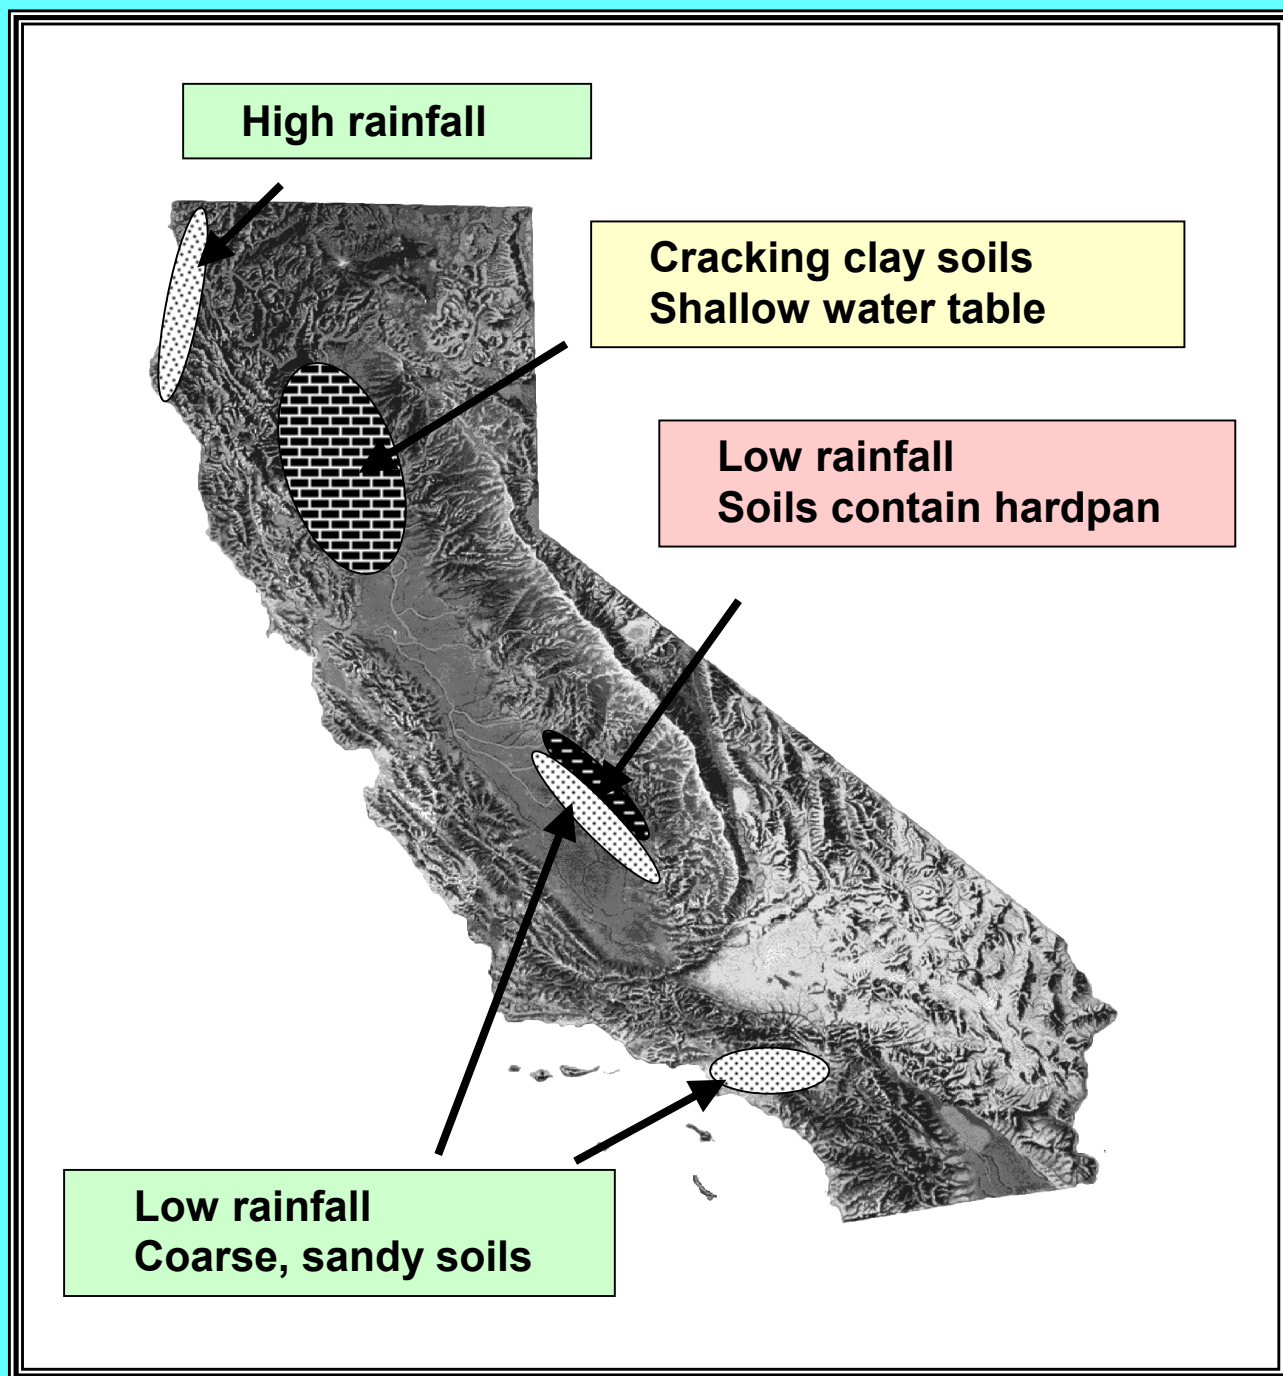 High rainfall
Cracking clay soils
Shallow water table
Low rainfall
Soils contain hardpan
Low rainfall
Coarse, sandy soils